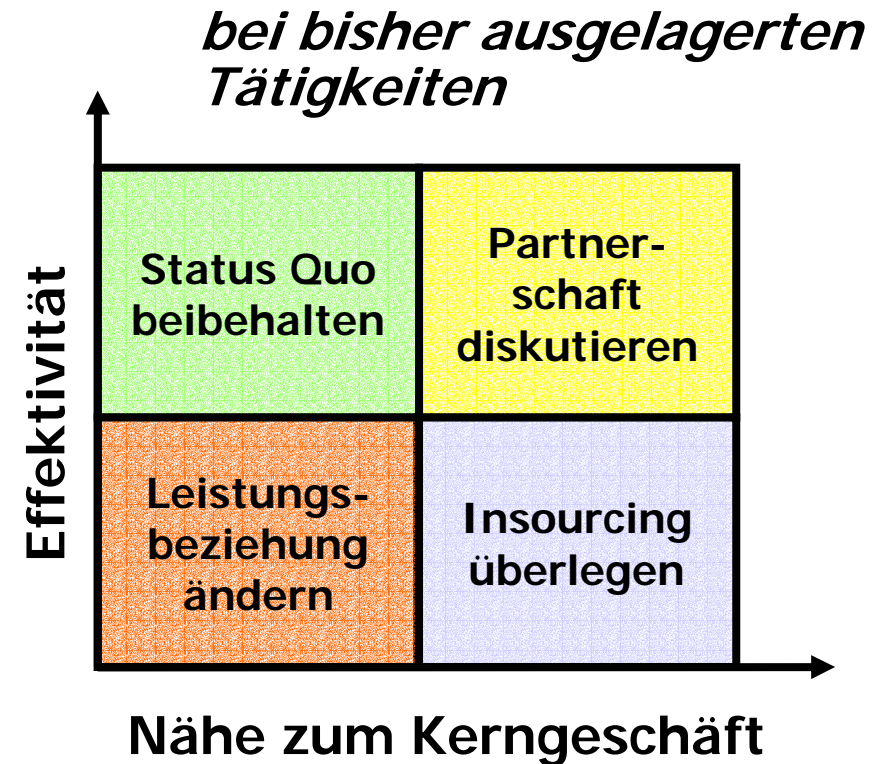 bei bisher ausgelagerten
Tätigkeiten
Effektivität
Status Quo
beibehalten
Partner-
schaft
diskutieren
Leistungs-
beziehung
ändern
Insourcing
überlegen
Nähe zum Kerngeschäft